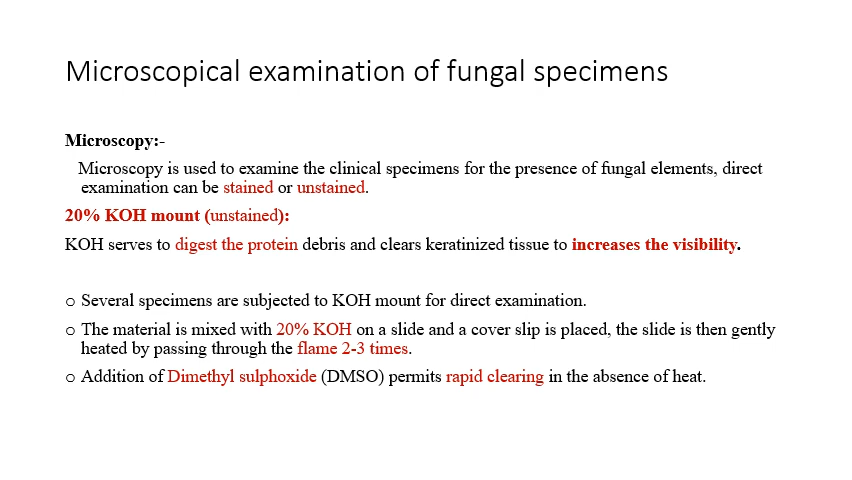 Microscopical examination of fungal specimens
Microscopy:-
Microscopy is used to examine the clinical specimens for the presence of fungal elements, direct
examination can be stained or unstained.
20% KOH mount (unstained):
KOH serves to digest the protein debris and clears keratinized tissue to increases the visibility.
o Several specimens are subjected to KOH mount for direct examination.
o The material is mixed with 20% KOH on a slide and a cover slip is placed, the slide is then gently
heated by passing through the flame 2-3 times.
o Addition of Dimethyl sulphoxide (DMSO) permits rapid clearing in the absence of heat.